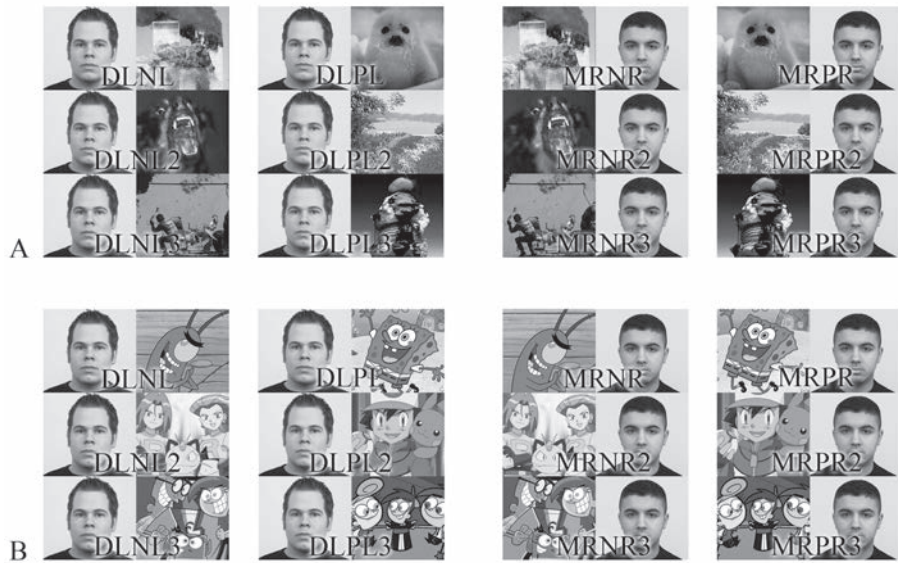 DLNL DLPL MRNR MRPR
DLNL2 DLPL2 MRNR2 MRPR2
A DLNL3 DLPL3 MRNR3 MRPR3
DLNL DLPL MRNR MRPR
DLNL2 DLPL2 MRNR2 MRPR2
B DLNL3 DLPL3 MRNR3 MRPR3